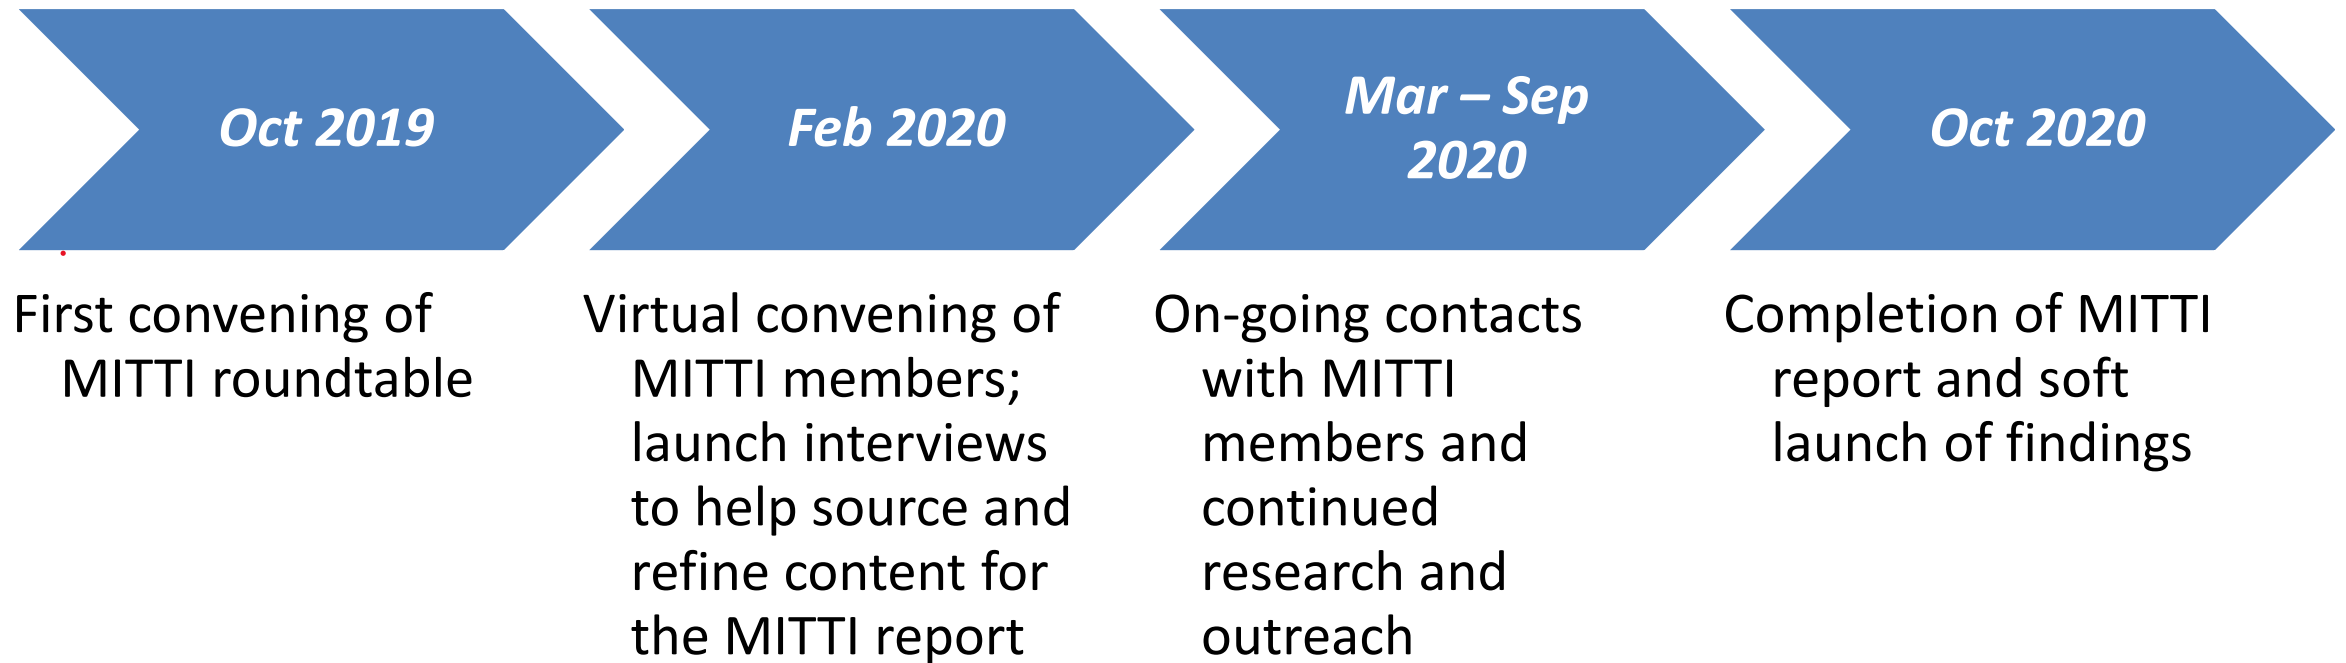 Oct 2019
First convening of
MITTI roundtable
Feb 2020
Virtual convening of
MITTI members;
launch interviews
to help source and
refine content for
the MITTI report
Mar – Sep
2020
On-going contacts
with MITTI
members and
continued
research and
outreach
Oct 2020
Completion of MITTI
report and soft
launch of findings